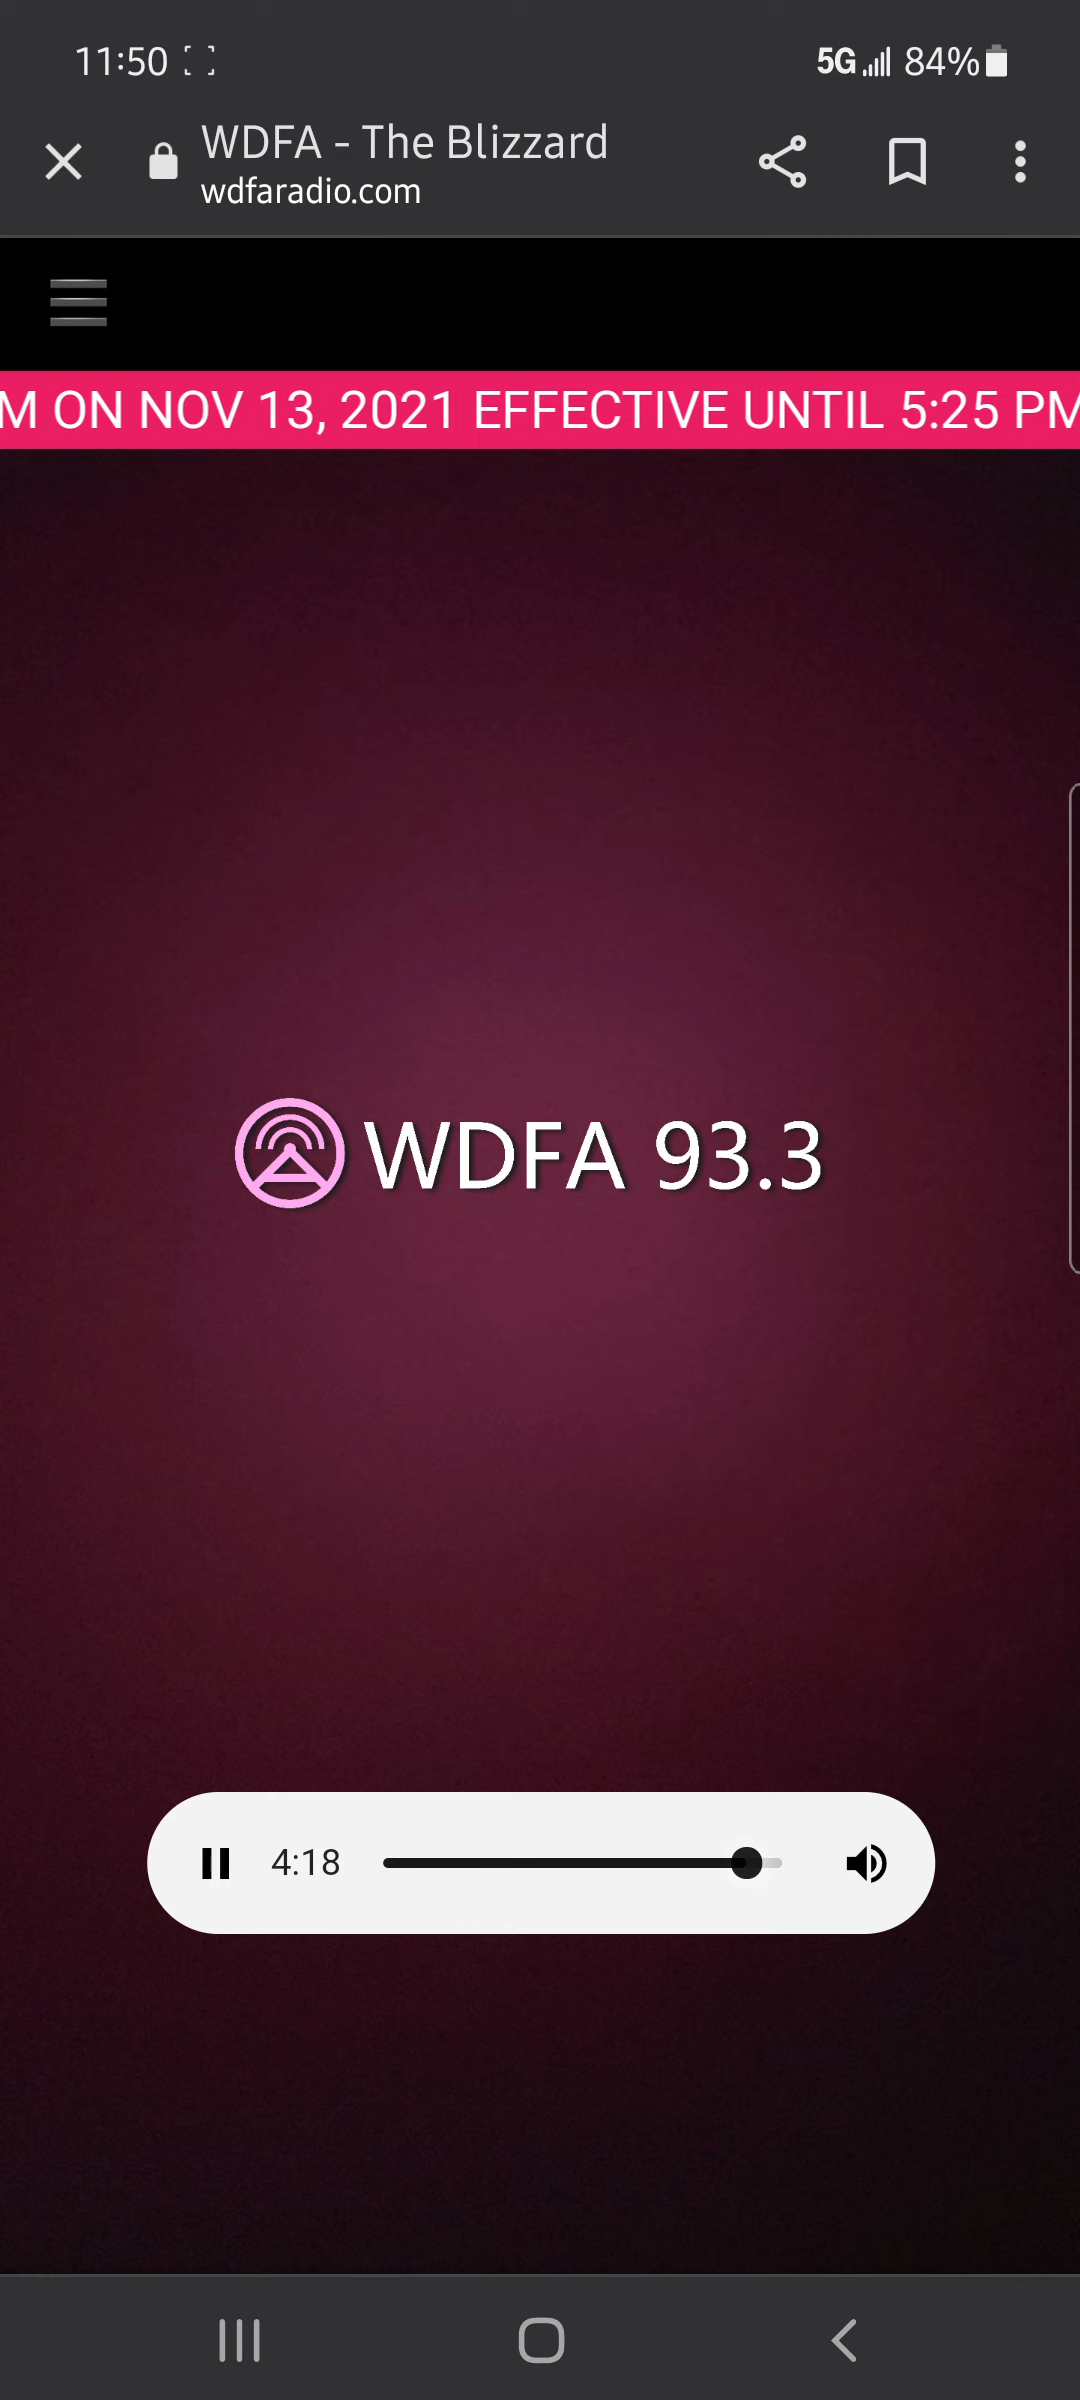 11:50
5G 84%
WDFA - The Blizzard
wdfaradio.com
M ON NOV 13, 2021 EFFECTIVE UNTIL 5:25 PM
WDFA 93.3
4:18